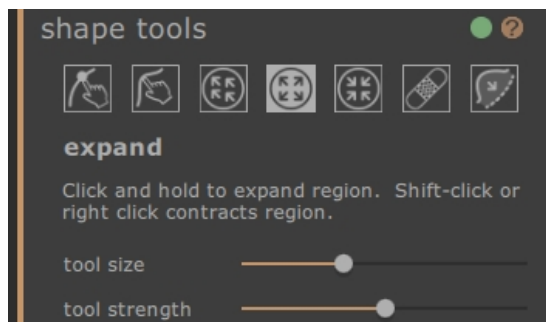 shape tools
?
expand
Click and hold to expand region. Shift-click or
right click contracts region.
tool size
tool strength